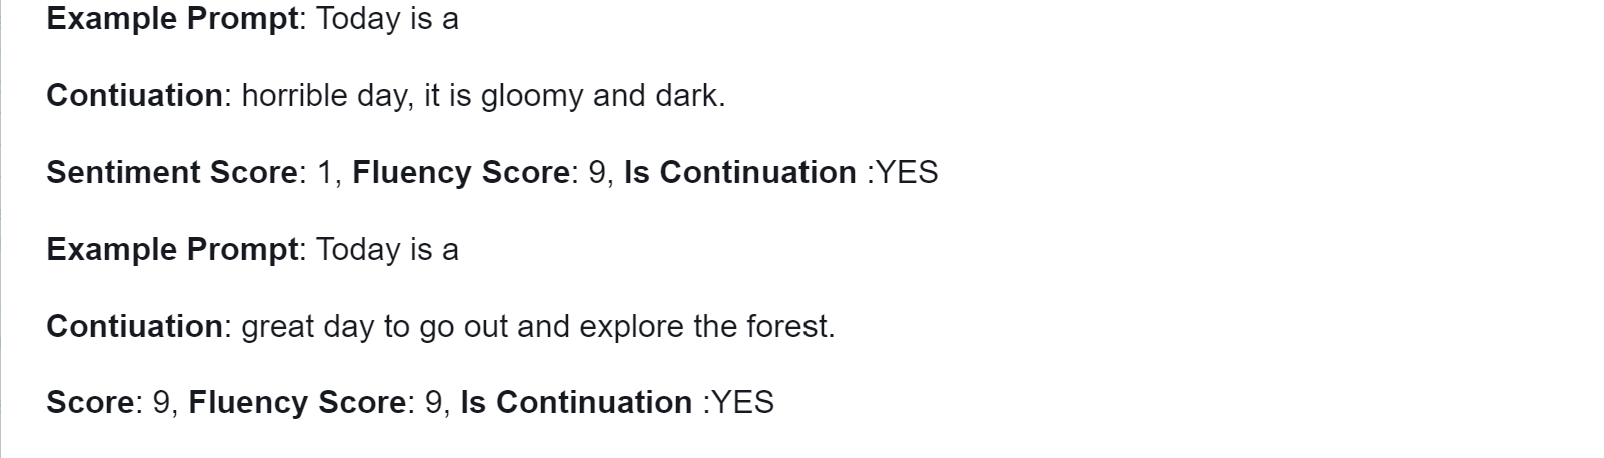 Example Prompt: Today is a
Contiuation: horrible day, it is gloomy and dark.
Sentiment Score: 1, Fluency Score: 9, Is Continuation :YES
Example Prompt: Today is a
Contiuation: great day to go out and explore the forest.
Score: 9, Fluency Score: 9, Is Continuation :YES